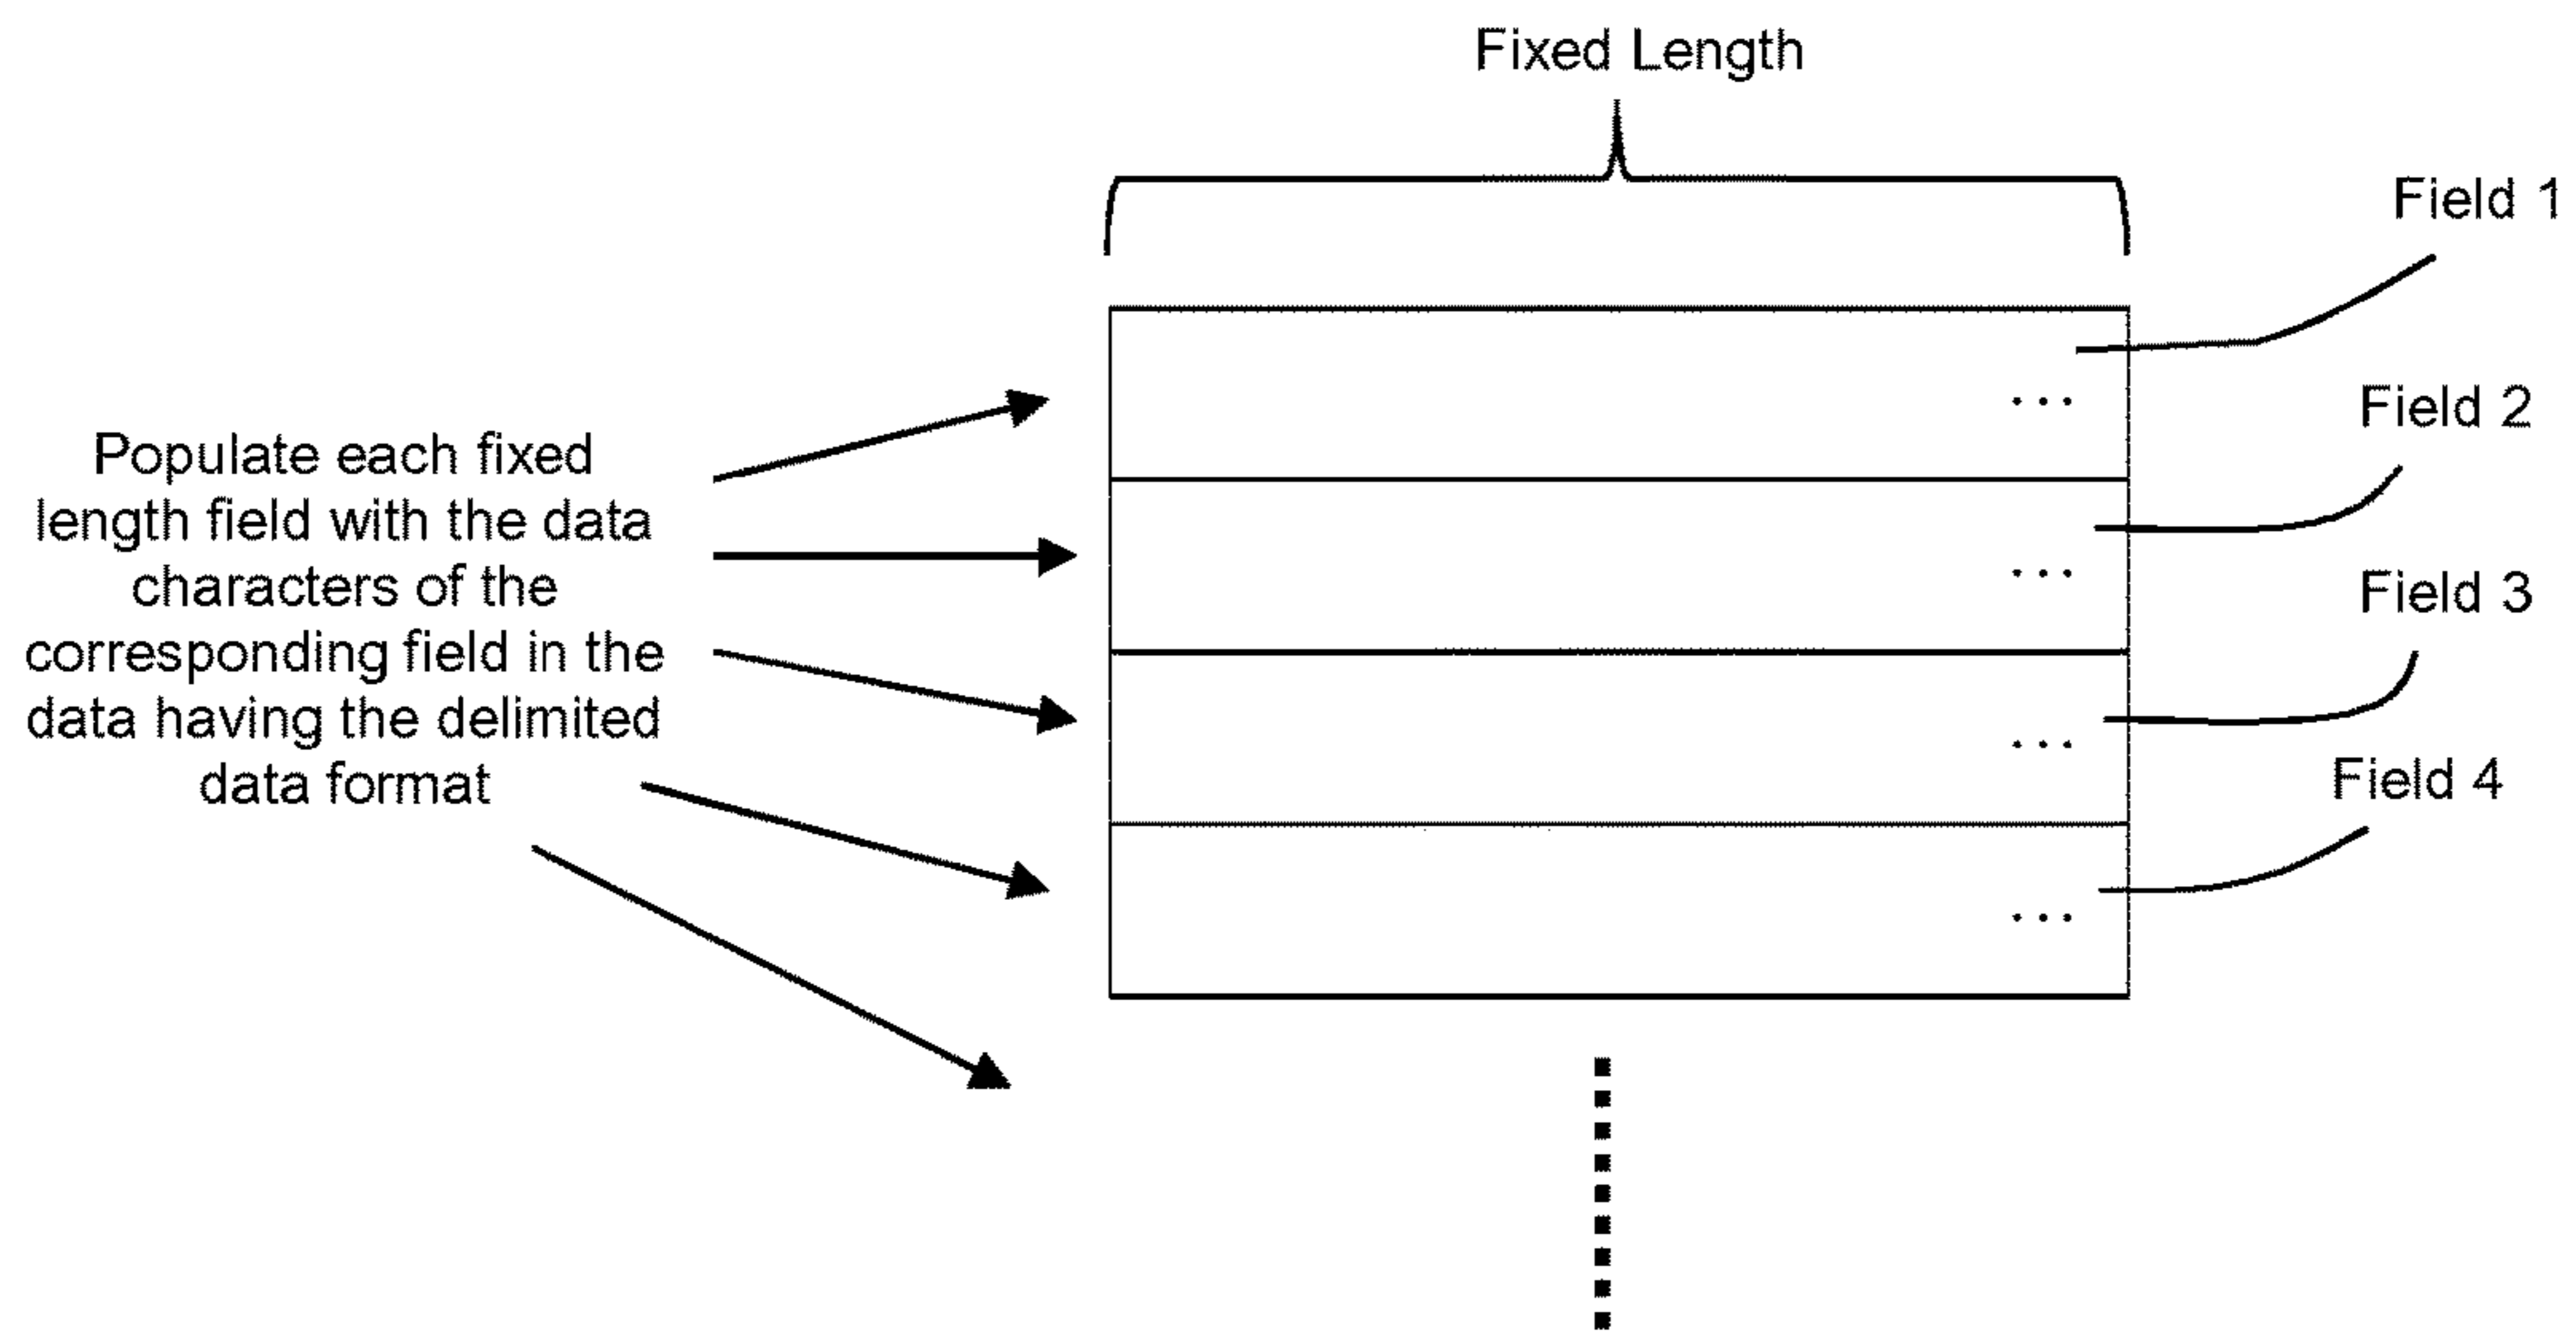 Fixed Length
Field 1
Field 2
Populate each fixed
length field with the data
characters of the
corresponding field in the
data having the delimited
data format
Field 3
Field 4
...
...
...
...